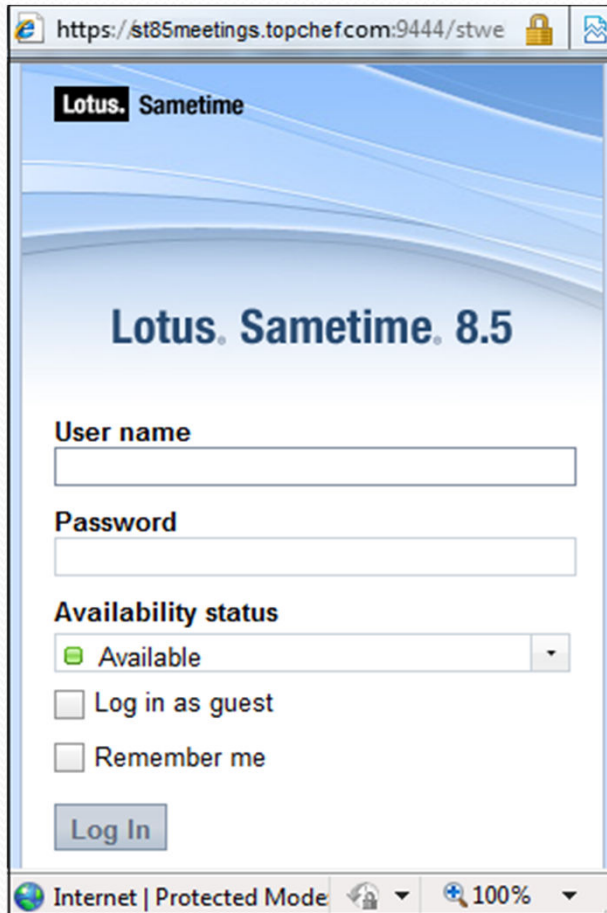 https://st85meetings.topchef.com:9444/stwe
Lotus. Sametime
Lotus® Sametime® 8.5
User name
Password
Availability status
Available
Log in as guest
Remember me
Log In
Internet | Protected Mode: 100%